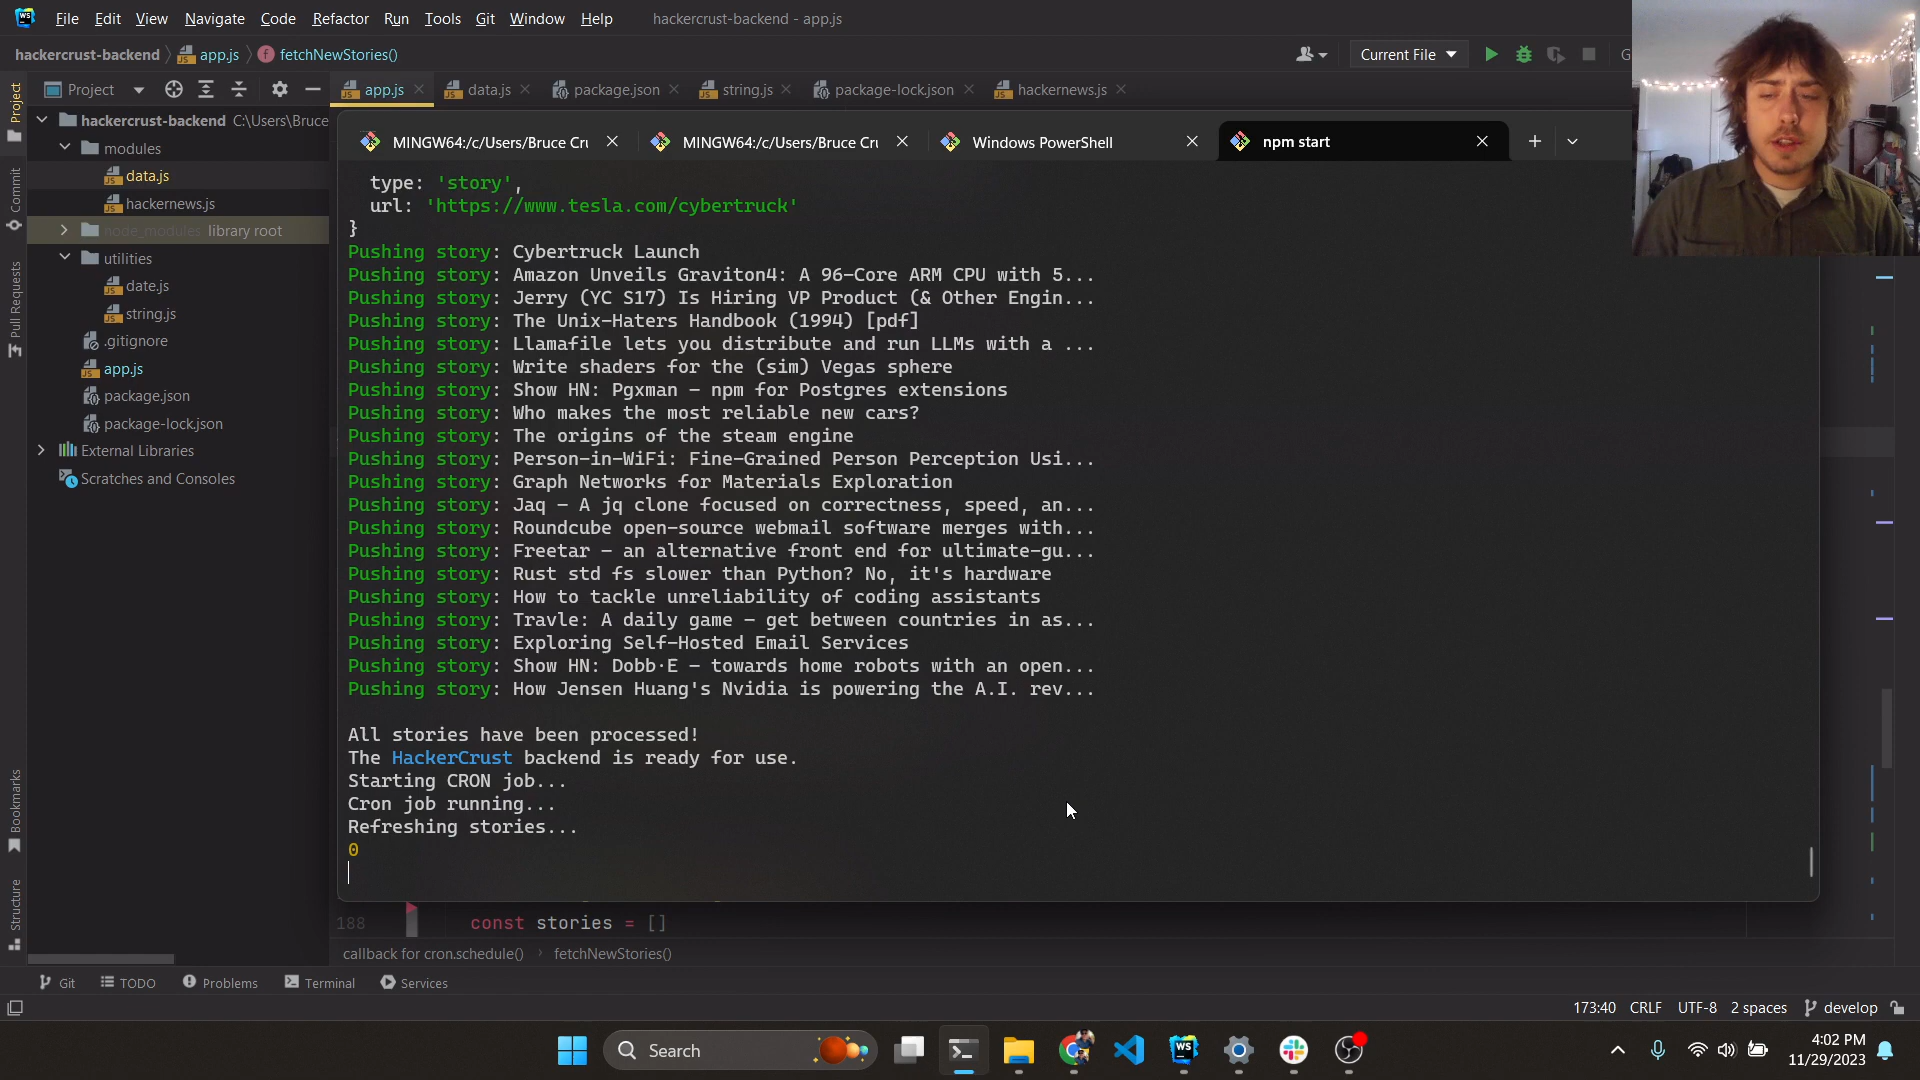 File Edit View Navigate Code Refactor Run Tools Git Window Help hackercrust-backend - app.js
hackercrust-backend app.js fetchNewStories() Current File G
Project app.js data.js package.json string.js package-lock.json hackernews.js
Project
Commit
Pull Requests
Bookmarks
Structure
hackercrust-backend C:\Users\Bruce
modules
data.js
hackernews.js
node_modules library root
utilities
date.js
string.js
.gitignore
app.js
package.json
package-lock.json
External Libraries
Scratches and Consoles
MINGW64:/c/Users/Bruce Cru MINGW64:/c/Users/Bruce Cru Windows PowerShell npm start
type: 'story',
url: 'https://www.tesla.com/cybertruck'
}
Pushing story: Cybertruck Launch
Pushing story: Amazon Unveils Graviton4: A 96-Core ARM CPU with 5...
Pushing story: Jerry (YC S17) Is Hiring VP Product (& Other Engin...
Pushing story: The Unix-Haters Handbook (1994) [pdf]
Pushing story: Llamafile lets you distribute and run LLMs with a ...
Pushing story: Write shaders for the (sim) Vegas sphere
Pushing story: Show HN: Pgxman – npm for Postgres extensions
Pushing story: Who makes the most reliable new cars?
Pushing story: The origins of the steam engine
Pushing story: Person-in-WiFi: Fine-Grained Person Perception Usi...
Pushing story: Graph Networks for Materials Exploration
Pushing story: Jaq – A jq clone focused on correctness, speed, an...
Pushing story: Roundcube open-source webmail software merges with...
Pushing story: Freetar – an alternative front end for ultimate-gu...
Pushing story: Rust std fs slower than Python? No, it's hardware
Pushing story: How to tackle unreliability of coding assistants
Pushing story: Travle: A daily game – get between countries in as...
Pushing story: Exploring Self-Hosted Email Services
Pushing story: Show HN: Dobb·E – towards home robots with an open...
Pushing story: How Jensen Huang's Nvidia is powering the A.I. rev...
All stories have been processed!
The HackerCrust backend is ready for use.
Starting CRON job...
Cron job running...
Refreshing stories...
0
188 const stories = []
callback for cron.schedule() fetchNewStories()
Git TODO Problems Terminal Services
173:40 CRLF UTF-8 2 spaces develop
Search
4:02 PM
11/29/2023